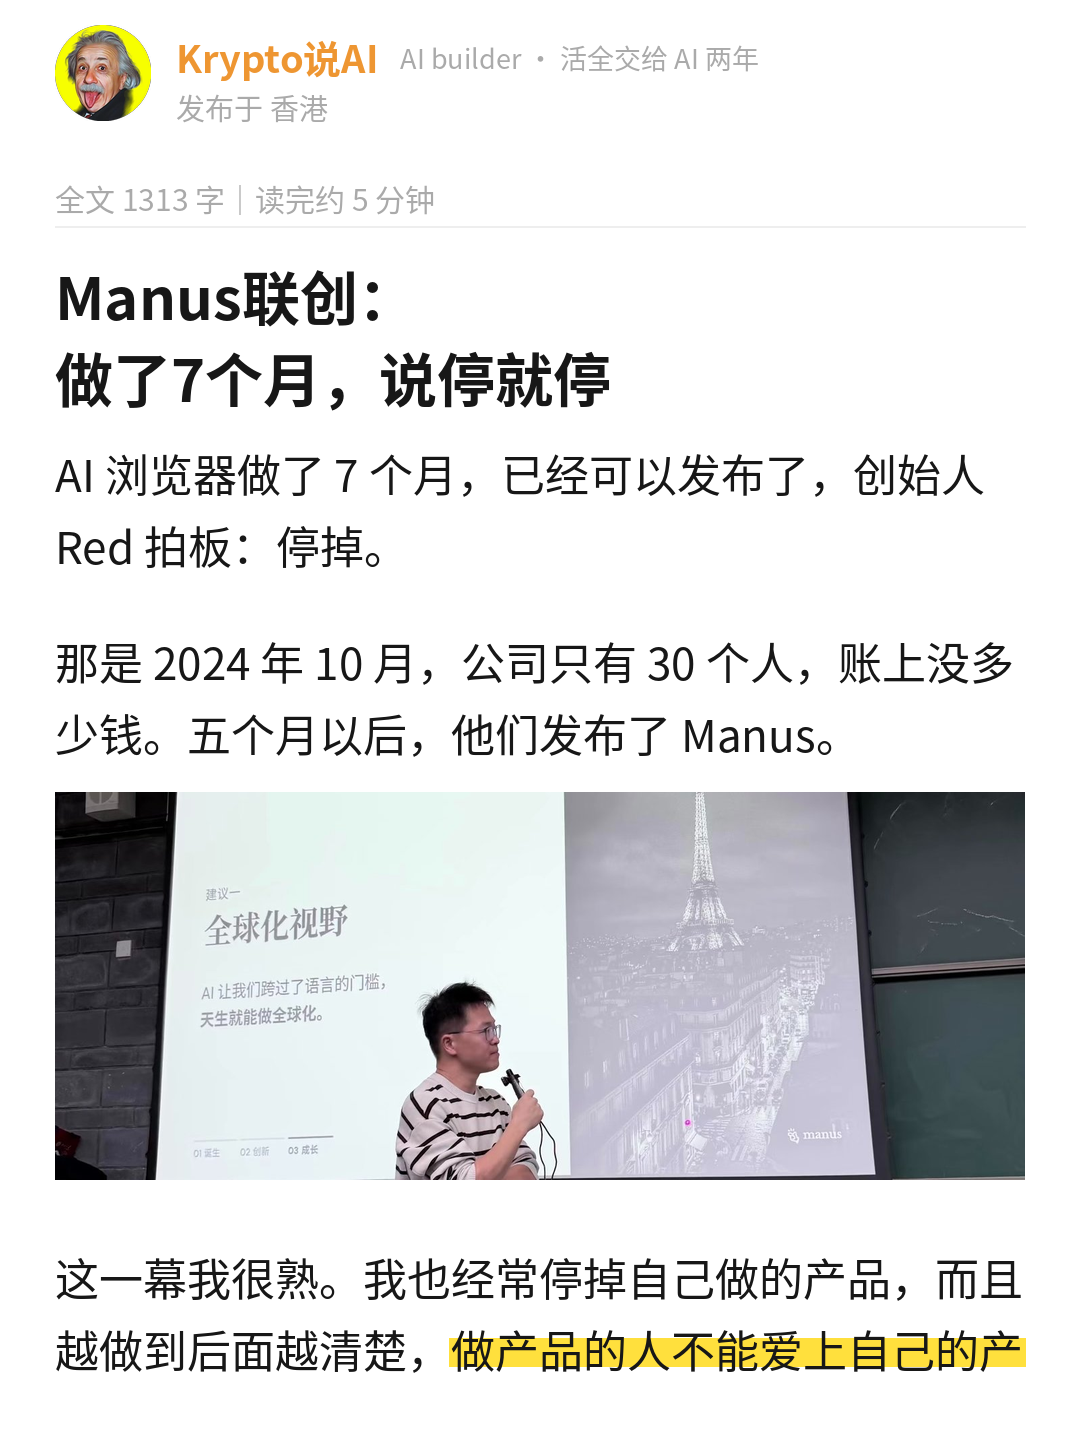 Krypto说AI AI builder · 活全交给 AI 两年
发布于 香港
全文 1313 字｜读完约 5 分钟
Manus联创：
做了7个月，说停就停
AI 浏览器做了 7 个月，已经可以发布了，创始人
Red 拍板：停掉。
那是 2024 年 10 月，公司只有 30 个人，账上没多
少钱。五个月以后，他们发布了 Manus。
建议一
全球化视野
AI 让我们跨过了语言的门槛，
天生就能做全球化。
01 诞生 02 创新 03 成长
manus
这一幕我很熟。我也经常停掉自己做的产品，而且
越做到后面越清楚，做产品的人不能爱上自己的产